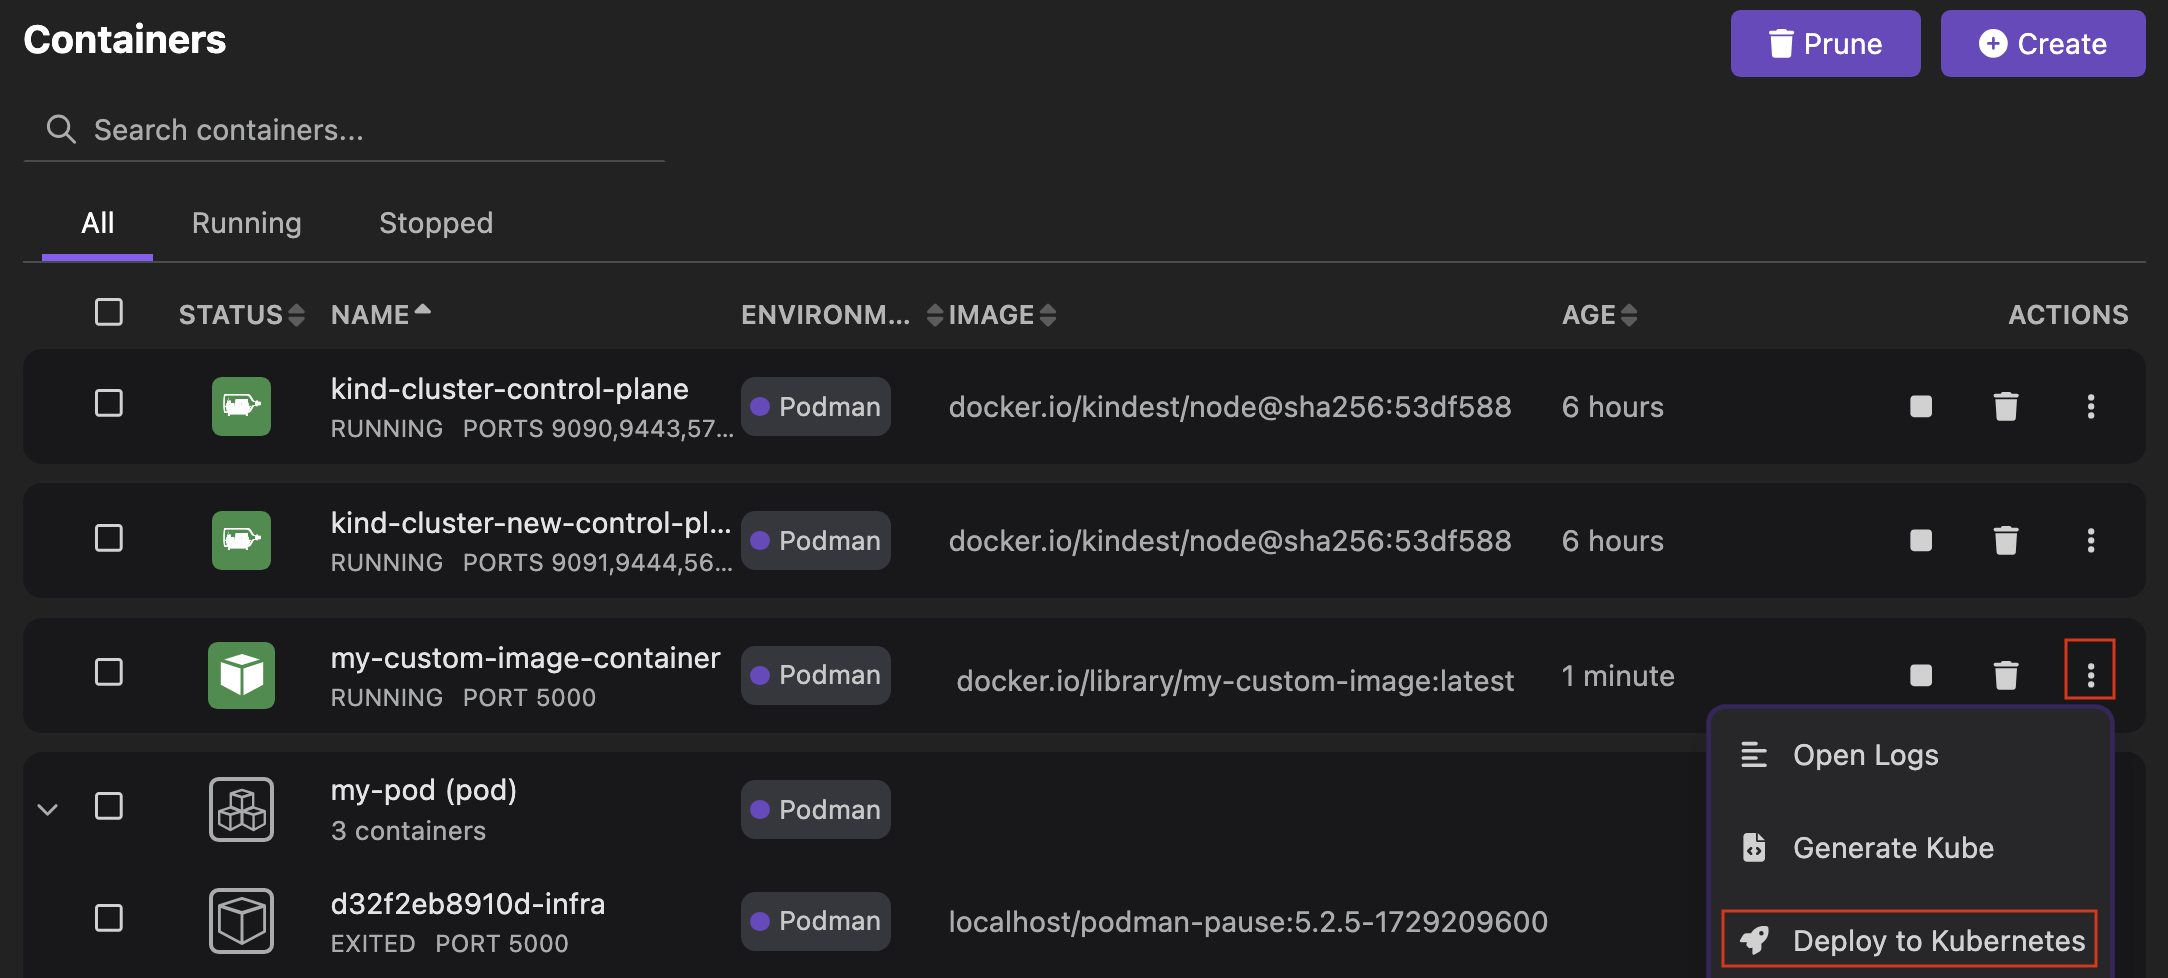 Containers
Prune
Create
Search containers...
All Running Stopped
STATUS NAME ENVIRONM... IMAGE AGE ACTIONS
kind-cluster-control-plane
RUNNING PORTS 9090,9443,57...
Podman
docker.io/kindest/node@sha256:53df588
6 hours
kind-cluster-new-control-pl...
RUNNING PORTS 9091,9444,56...
Podman
docker.io/kindest/node@sha256:53df588
6 hours
my-custom-image-container
RUNNING PORT 5000
Podman
docker.io/library/my-custom-image:latest
1 minute
Open Logs
Generate Kube
Deploy to Kubernetes
my-pod (pod)
3 containers
Podman
d32f2eb8910d-infra
EXITED PORT 5000
Podman
localhost/podman-pause:5.2.5-1729209600